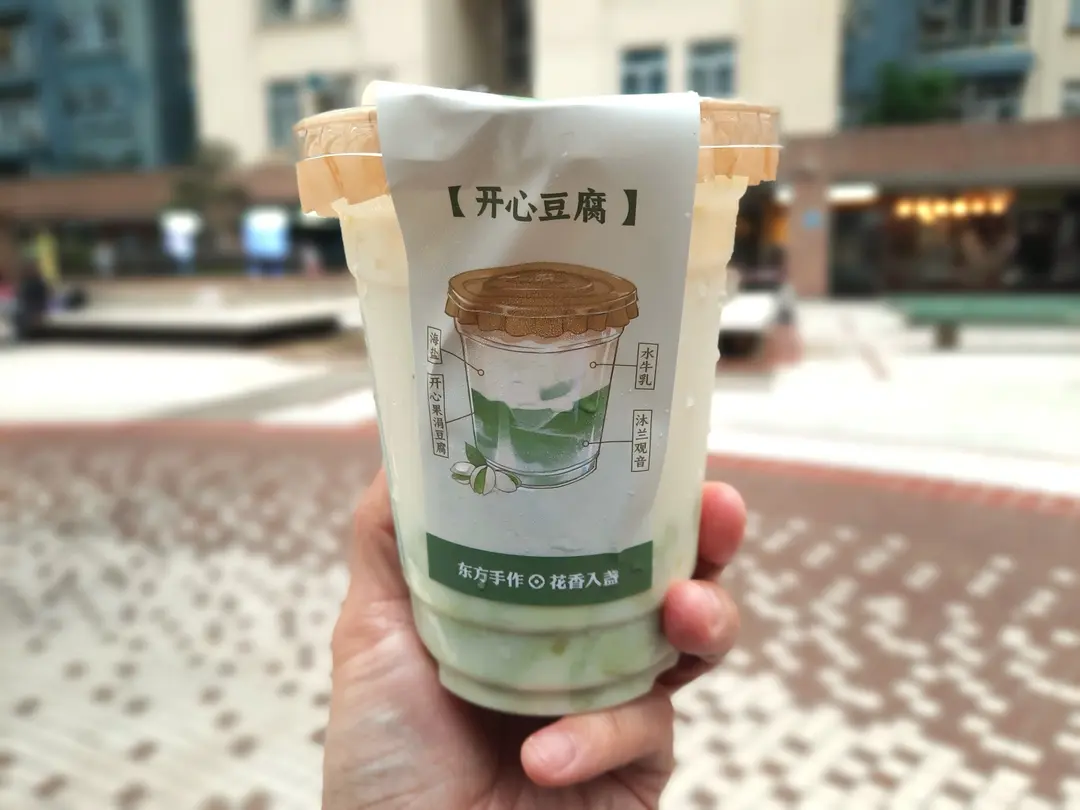 【开心豆腐】
海盐
水牛乳
开心果涓豆腐
沐兰观音
东方手作 花香入盏